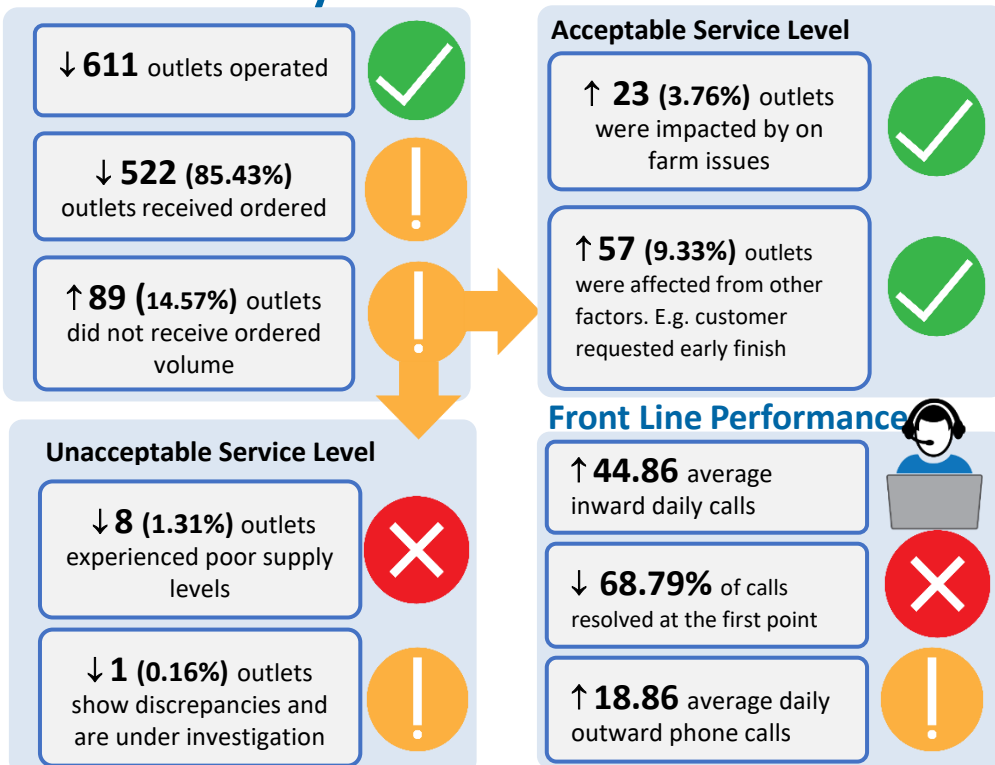 ↓ 611 outlets operated
↓ 522 (85.43%)
outlets received ordered
↑ 89 (14.57%) outlets
did not receive ordered
volume
Acceptable Service Level
↑ 23 (3.76%) outlets
were impacted by on
farm issues
↑ 57 (9.33%) outlets
were affected from other
factors. E.g. customer
requested early finish
Unacceptable Service Level
↓ 8 (1.31%) outlets
experienced poor supply
levels
↓ 1 (0.16%) outlets
show discrepancies and
are under investigation
Front Line Performance
↑ 44.86 average
inward daily calls
↓ 68.79% of calls
resolved at the first point
↑ 18.86 average daily
outward phone calls